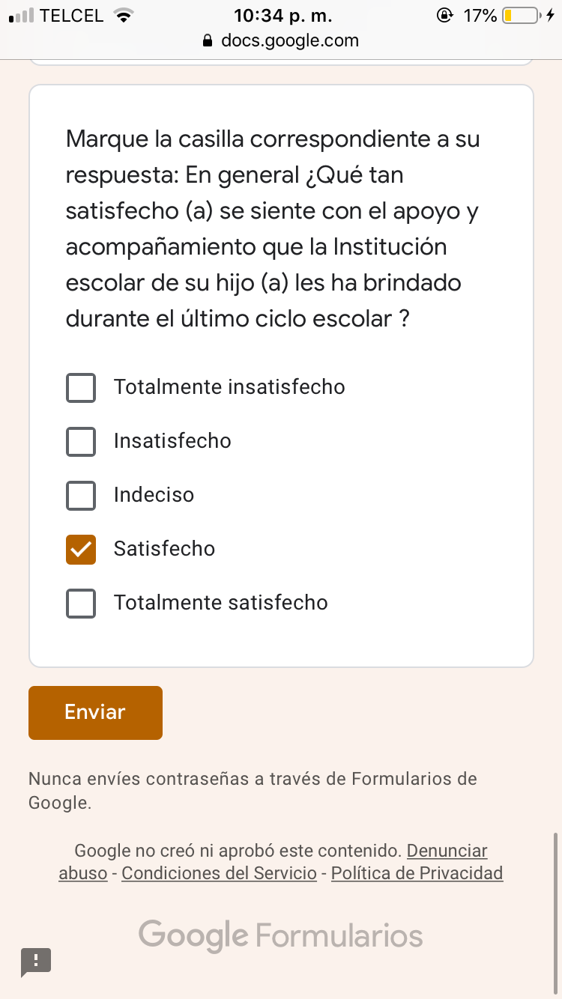 TELCEL 10:34 p. m. 17%
docs.google.com
Marque la casilla correspondiente a su
respuesta: En general ¿Qué tan
satisfecho (a) se siente con el apoyo y
acompañamiento que la Institución
escolar de su hijo (a) les ha brindado
durante el último ciclo escolar ?
Totalmente insatisfecho
Insatisfecho
Indeciso
Satisfecho
Totalmente satisfecho
Enviar
Nunca envíes contraseñas a través de Formularios de
Google.
Google no creó ni aprobó este contenido. Denunciar
abuso - Condiciones del Servicio - Política de Privacidad
Google Formularios